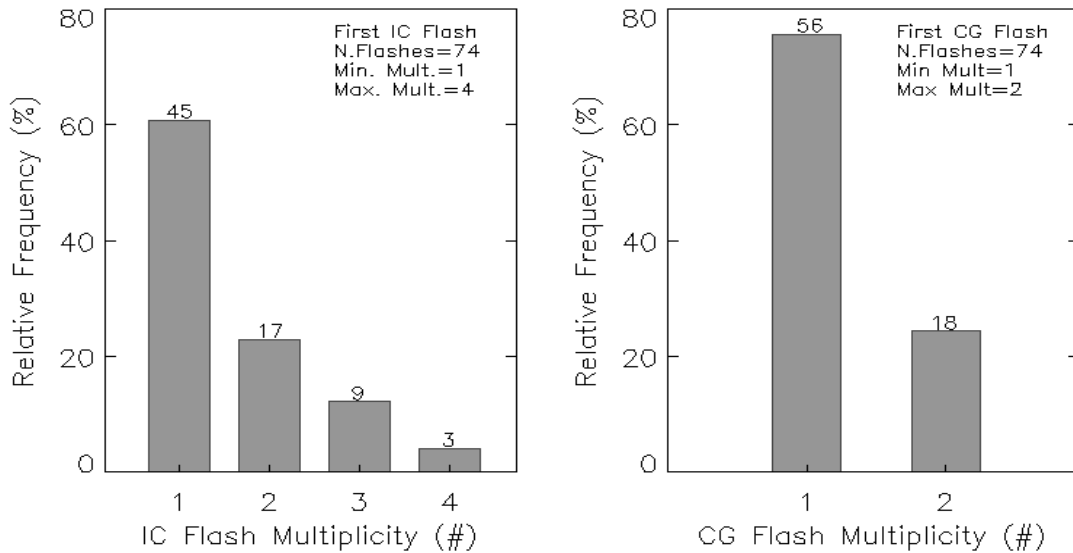 80
60
40
20
0
Relative Frequency (%)
First IC Flash
N.Flashes=74
Min. Mult.=1
Max. Mult.=4
45
17
9
3
1 2 3 4
IC Flash Multiplicity (#)
80
60
40
20
0
Relative Frequency (%)
First CG Flash
N.Flashes=74
Min Mult=1
Max Mult=2
56
18
1 2
CG Flash Multiplicity (#)